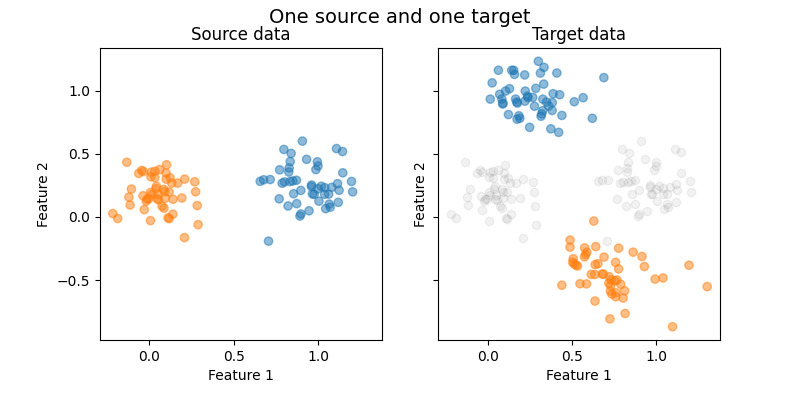 One source and one target
Source data
Target data
1.0
0.5
0.0
−0.5
Feature 2
0.0 0.5 1.0
Feature 1
Feature 2
0.0 0.5 1.0
Feature 1